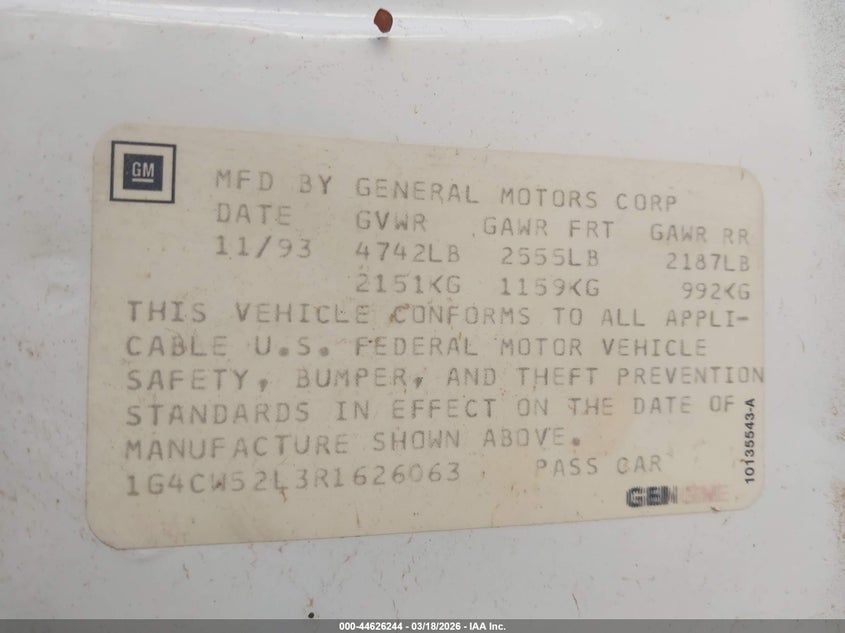 GM
MFD BY GENERAL MOTORS CORP
DATE GVWR GAWR FRT GAWR RR
11/93 4742LB 2555LB 2187LB
2151KG 1159KG 992KG
THIS VEHICLE CONFORMS TO ALL APPLI-
CABLE U.S. FEDERAL MOTOR VEHICLE
SAFETY, BUMPER, AND THEFT PREVENTION
STANDARDS IN EFFECT ON THE DATE OF
MANUFACTURE SHOWN ABOVE.
1G4CW52L3R1626063 PASS CAR
10135543-A
000-44626244 - 03/18/2026 - IAA Inc.